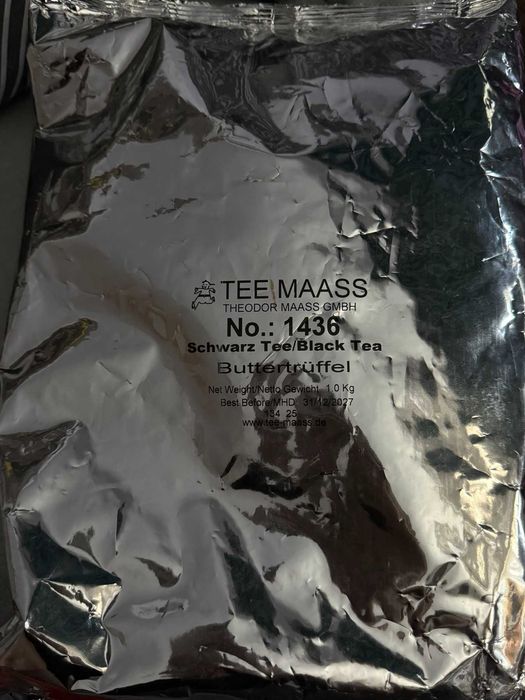 TEE MAASS
THEODOR MAASS GMBH
No.: 1436
Schwarz Tee/Black Tea
Buttertrüffel
Net Weight/Netto Gewicht 1.0 Kg
Best Before/MHD 31/12/2027
134 25
www.tee-maass.de